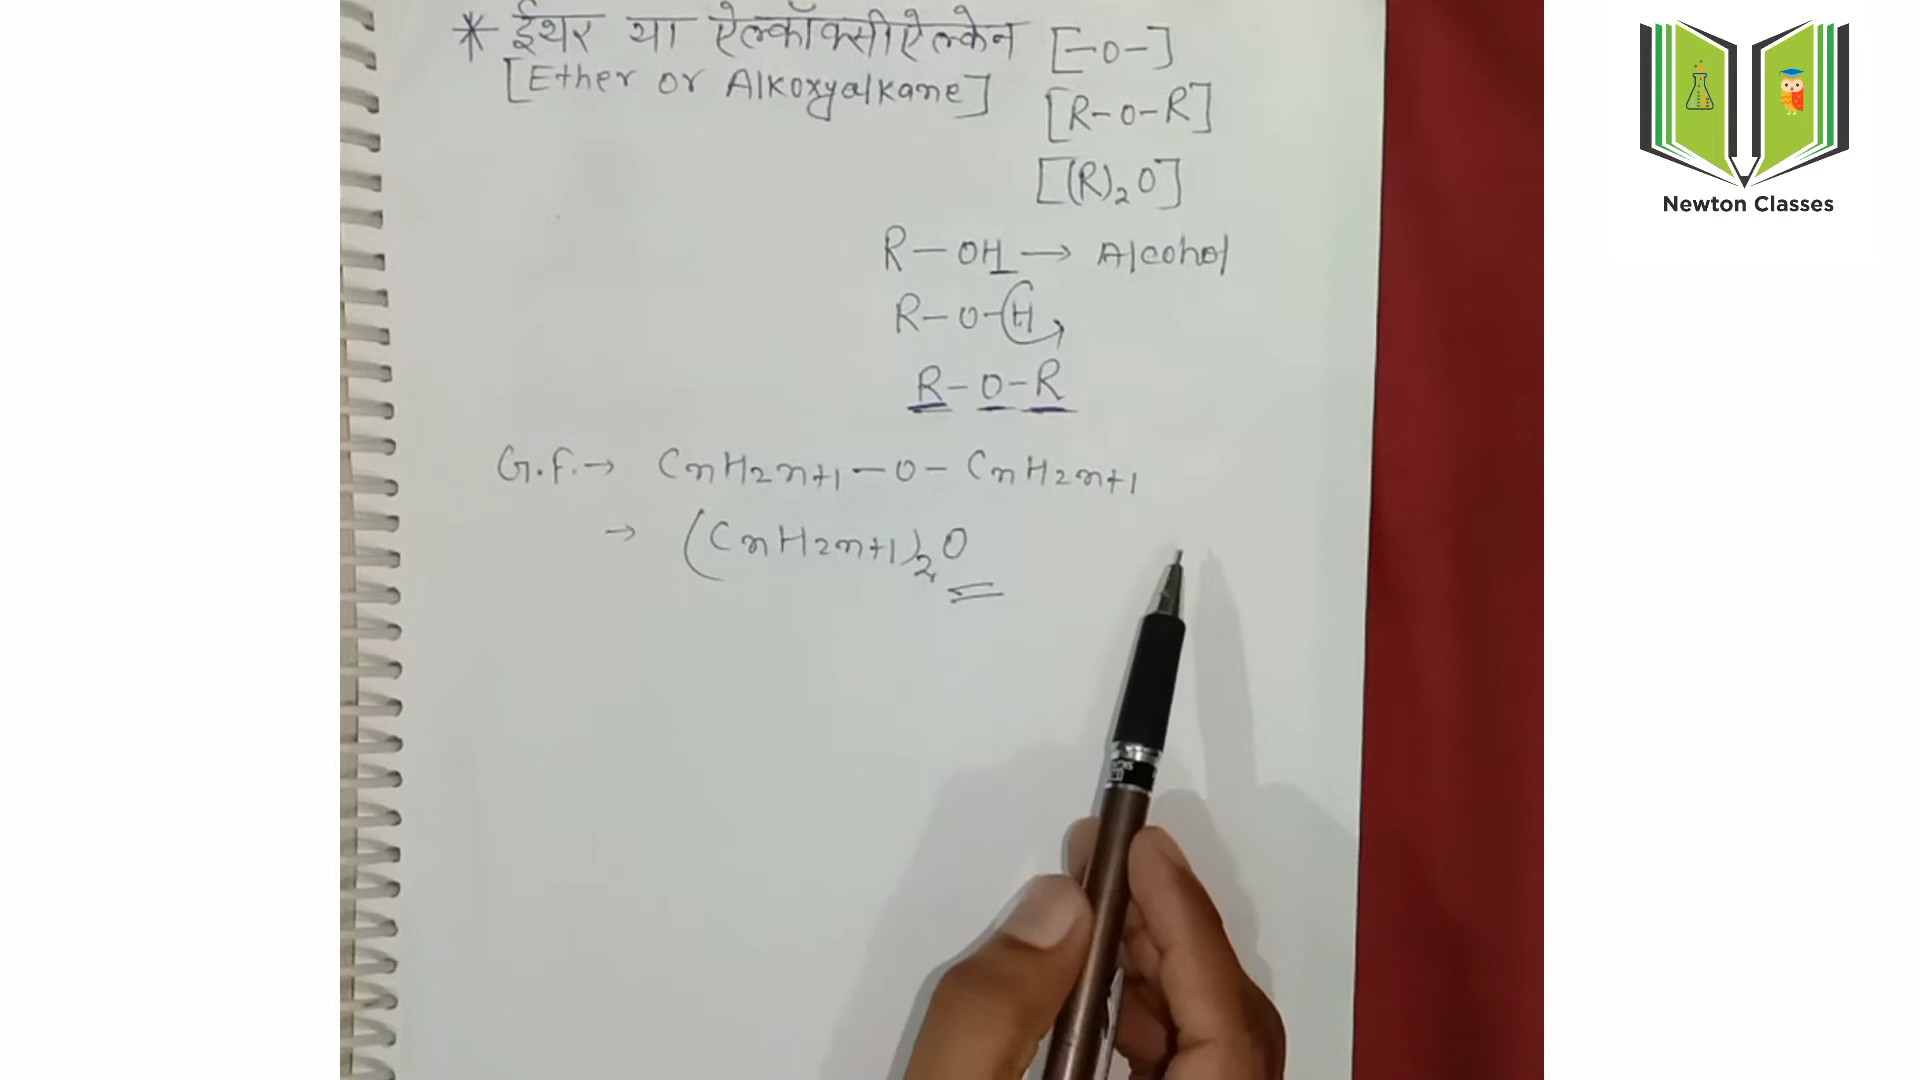 * ईथर या ऐल्कॉक्सीऐल्केन [-O-]
[Ether or Alkoxyalkane]
[R-O-R]
[(R)₂O]
R-OH → Alcohol
R-O-H
R-O-R
G.F. → CnH2n+1-O-CnH2n+1
→ (CnH2n+1)₂O
Newton Classes